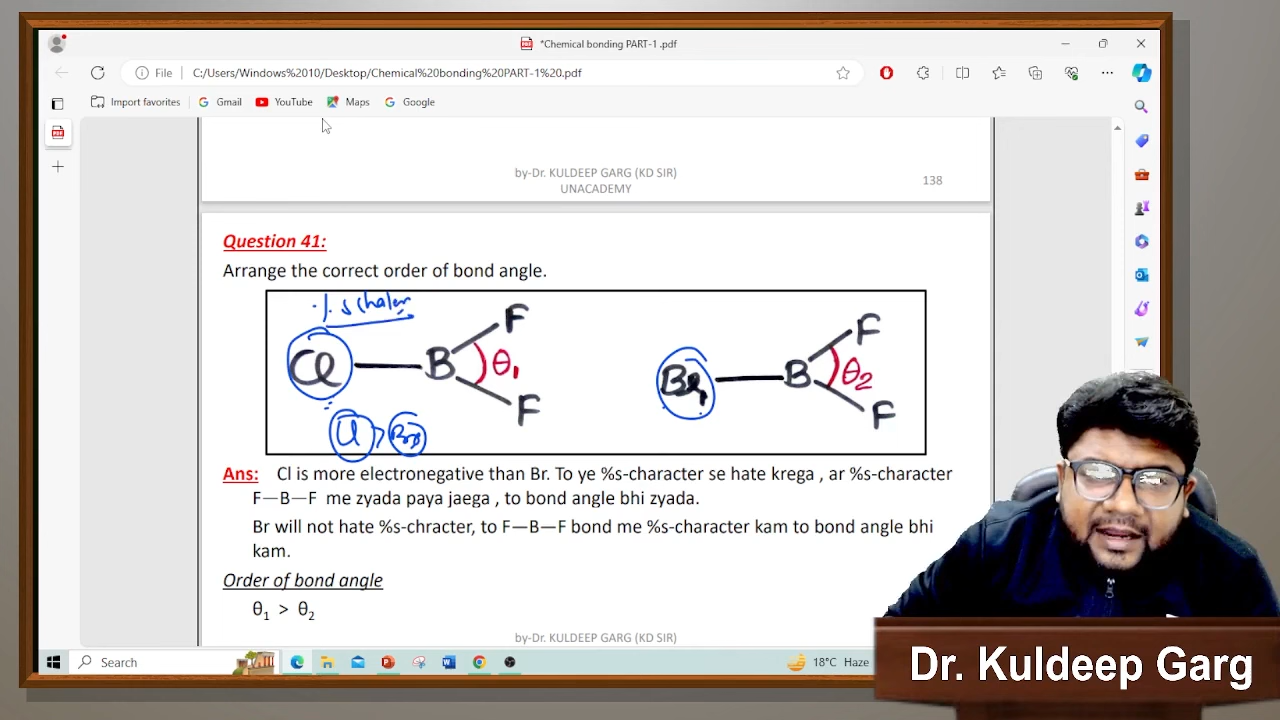 *Chemical bonding PART-1 .pdf
File | C:/Users/Windows%2010/Desktop/Chemical%20bonding%20PART-1%20.pdf
Import favorites Gmail YouTube Maps Google
by-Dr. KULDEEP GARG (KD SIR)
UNACADEMY
138
Question 41:
Arrange the correct order of bond angle.
% s
Cl B F F θ1
Br B F F θ2
Cl > Br
Ans: Cl is more electronegative than Br. To ye %s-character se hate krega , ar %s-character
F—B—F me zyada paya jaega , to bond angle bhi zyada.
Br will not hate %s-chracter, to F—B—F bond me %s-character kam to bond angle bhi
kam.
Order of bond angle
θ1 > θ2
by-Dr. KULDEEP GARG (KD SIR)
Search
18°C Haze
Dr. Kuldeep Garg